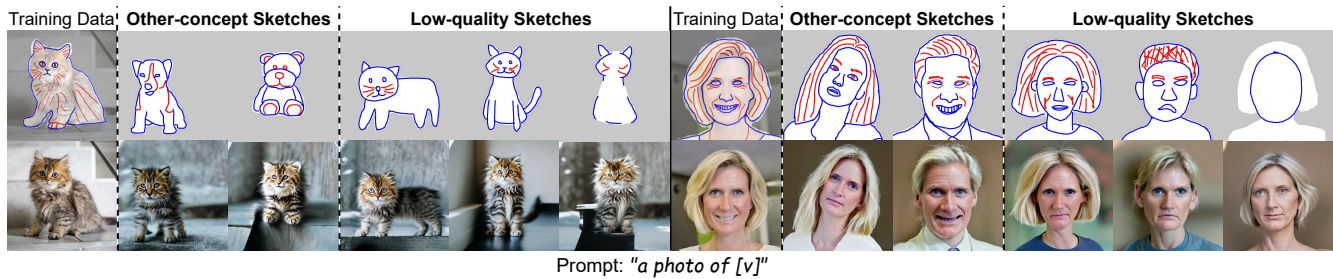 Training Data Other-concept Sketches Low-quality Sketches Training Data Other-concept Sketches Low-quality Sketches
Prompt: "a photo of [v]"